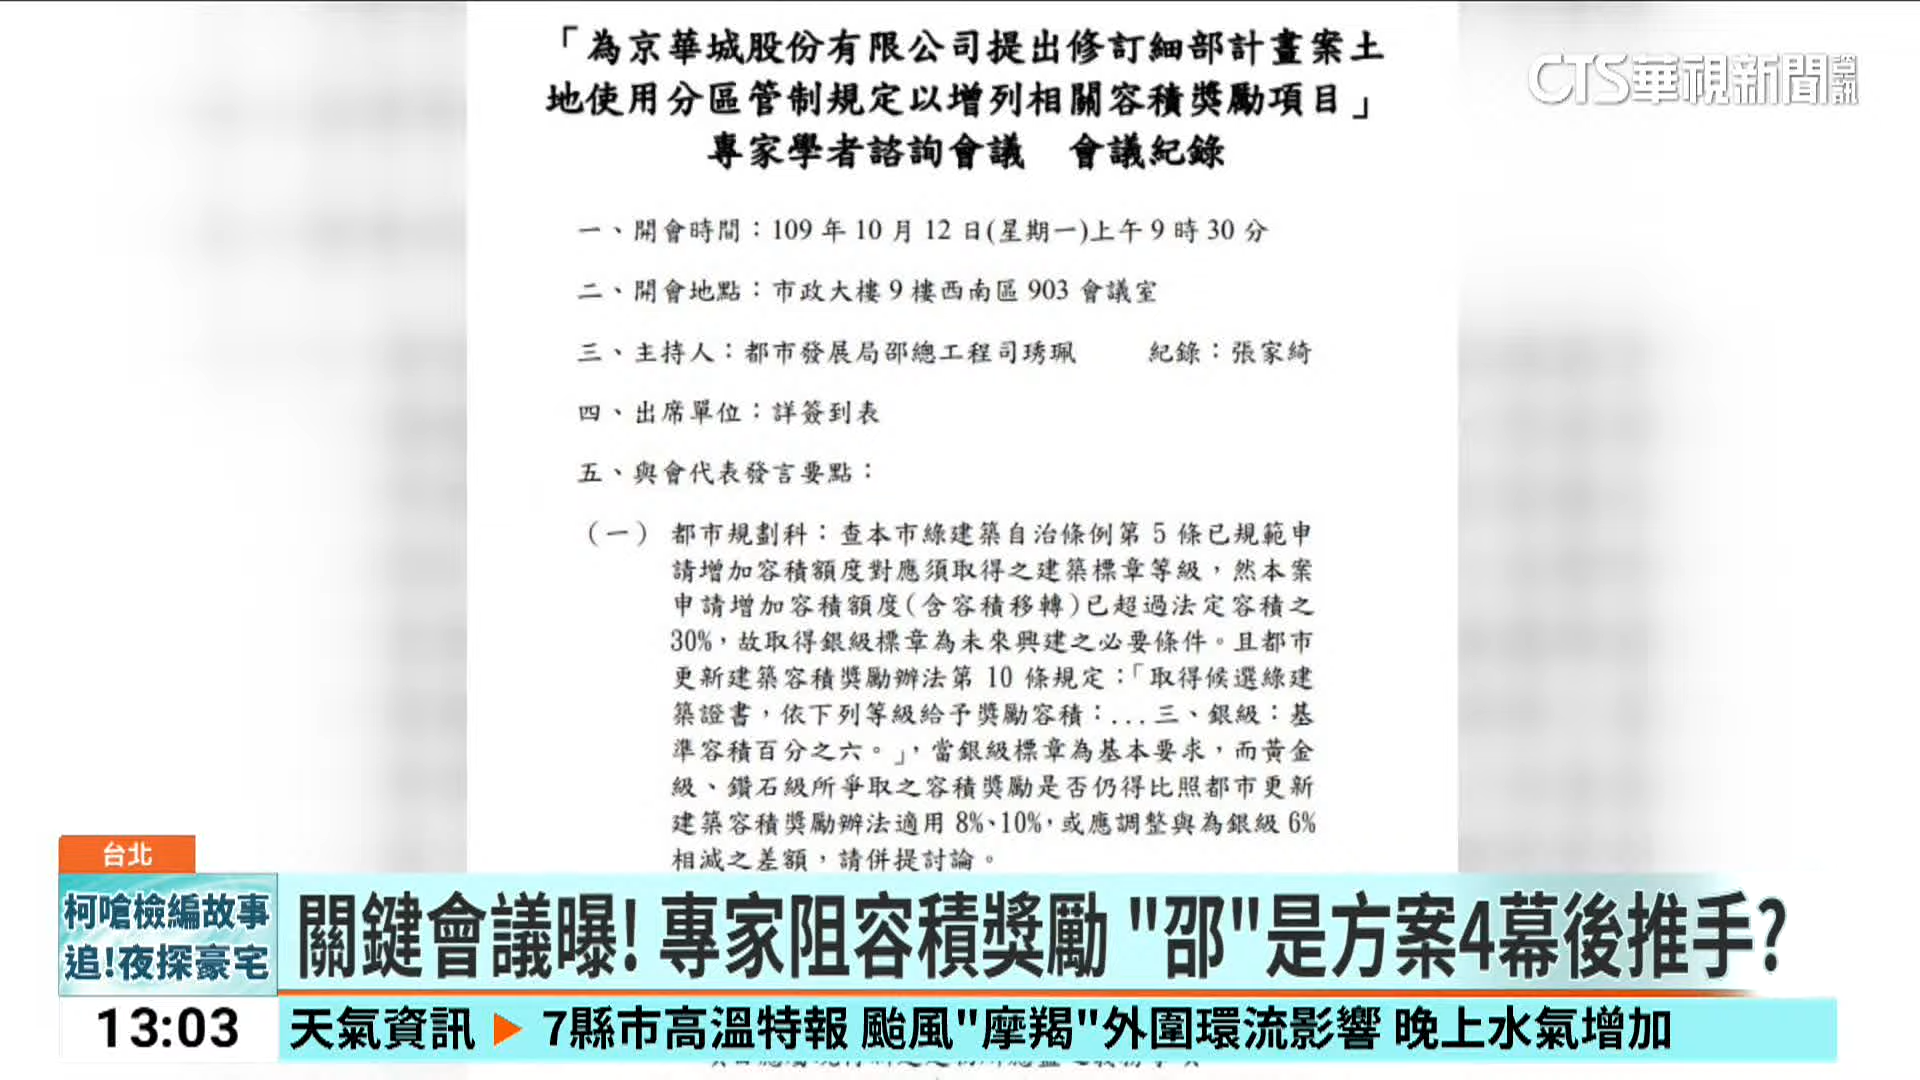 「為京華城股份有限公司提出修訂細部計畫案土
地使用分區管制規定以增列相關容積獎勵項目」
專家學者諮詢會議 會議紀錄
CTS華視新聞資訊
一、開會時間：109年10月12日(星期一)上午9時30分
二、開會地點：市政大樓9樓西南區903會議室
三、主持人：都市發展局邵總工程司琇珮 紀錄：張家綺
四、出席單位：詳簽到表
五、與會代表發言要點：
(一) 都市規劃科：查本市綠建築自治條例第 5 條已規範申
請增加容積額度對應須取得之建築標章等級，然本案
申請增加容積額度(含容積移轉)已超過法定容積之
30%，故取得銀級標章為未來興建之必要條件。且都市
更新建築容積獎勵辦法第 10 條規定：「取得候選綠建
築證書，依下列等級給予獎勵容積：...三、銀級：基
準容積百分之六。」，當銀級標章為基本要求，而黃金
級、鑽石級所爭取之容積獎勵是否仍得比照都市更新
建築容積獎勵辦法適用 8%、10%，或應調整與為銀級 6%
相減之差額，請併提討論。
台北
柯嗆檢編故事
追!夜探豪宅
關鍵會議曝! 專家阻容積獎勵 "邵"是方案4幕後推手?
13:03
天氣資訊 ▶ 7縣市高溫特報 颱風"摩羯"外圍環流影響 晚上水氣增加